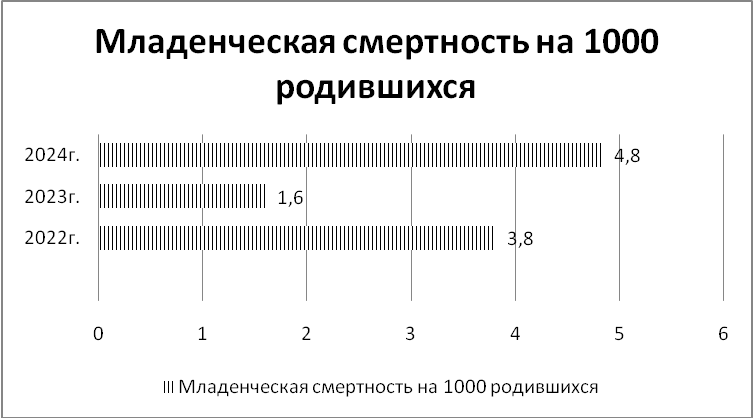 Младенческая смертность на 1000
родившихся
2024г.
4,8
2023г.
1,6
2022г.
3,8
0 1 2 3 4 5 6
Младенческая смертность на 1000 родившихся